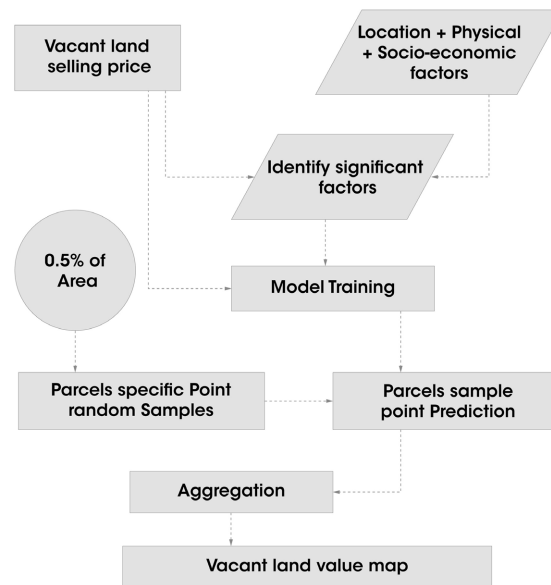 Vacant land
selling price
Location + Physical
+ Socio-economic
factors
Identify significant
factors
0.5% of
Area
Model Training
Parcels specific Point
random Samples
Parcels sample
point Prediction
Aggregation
Vacant land value map